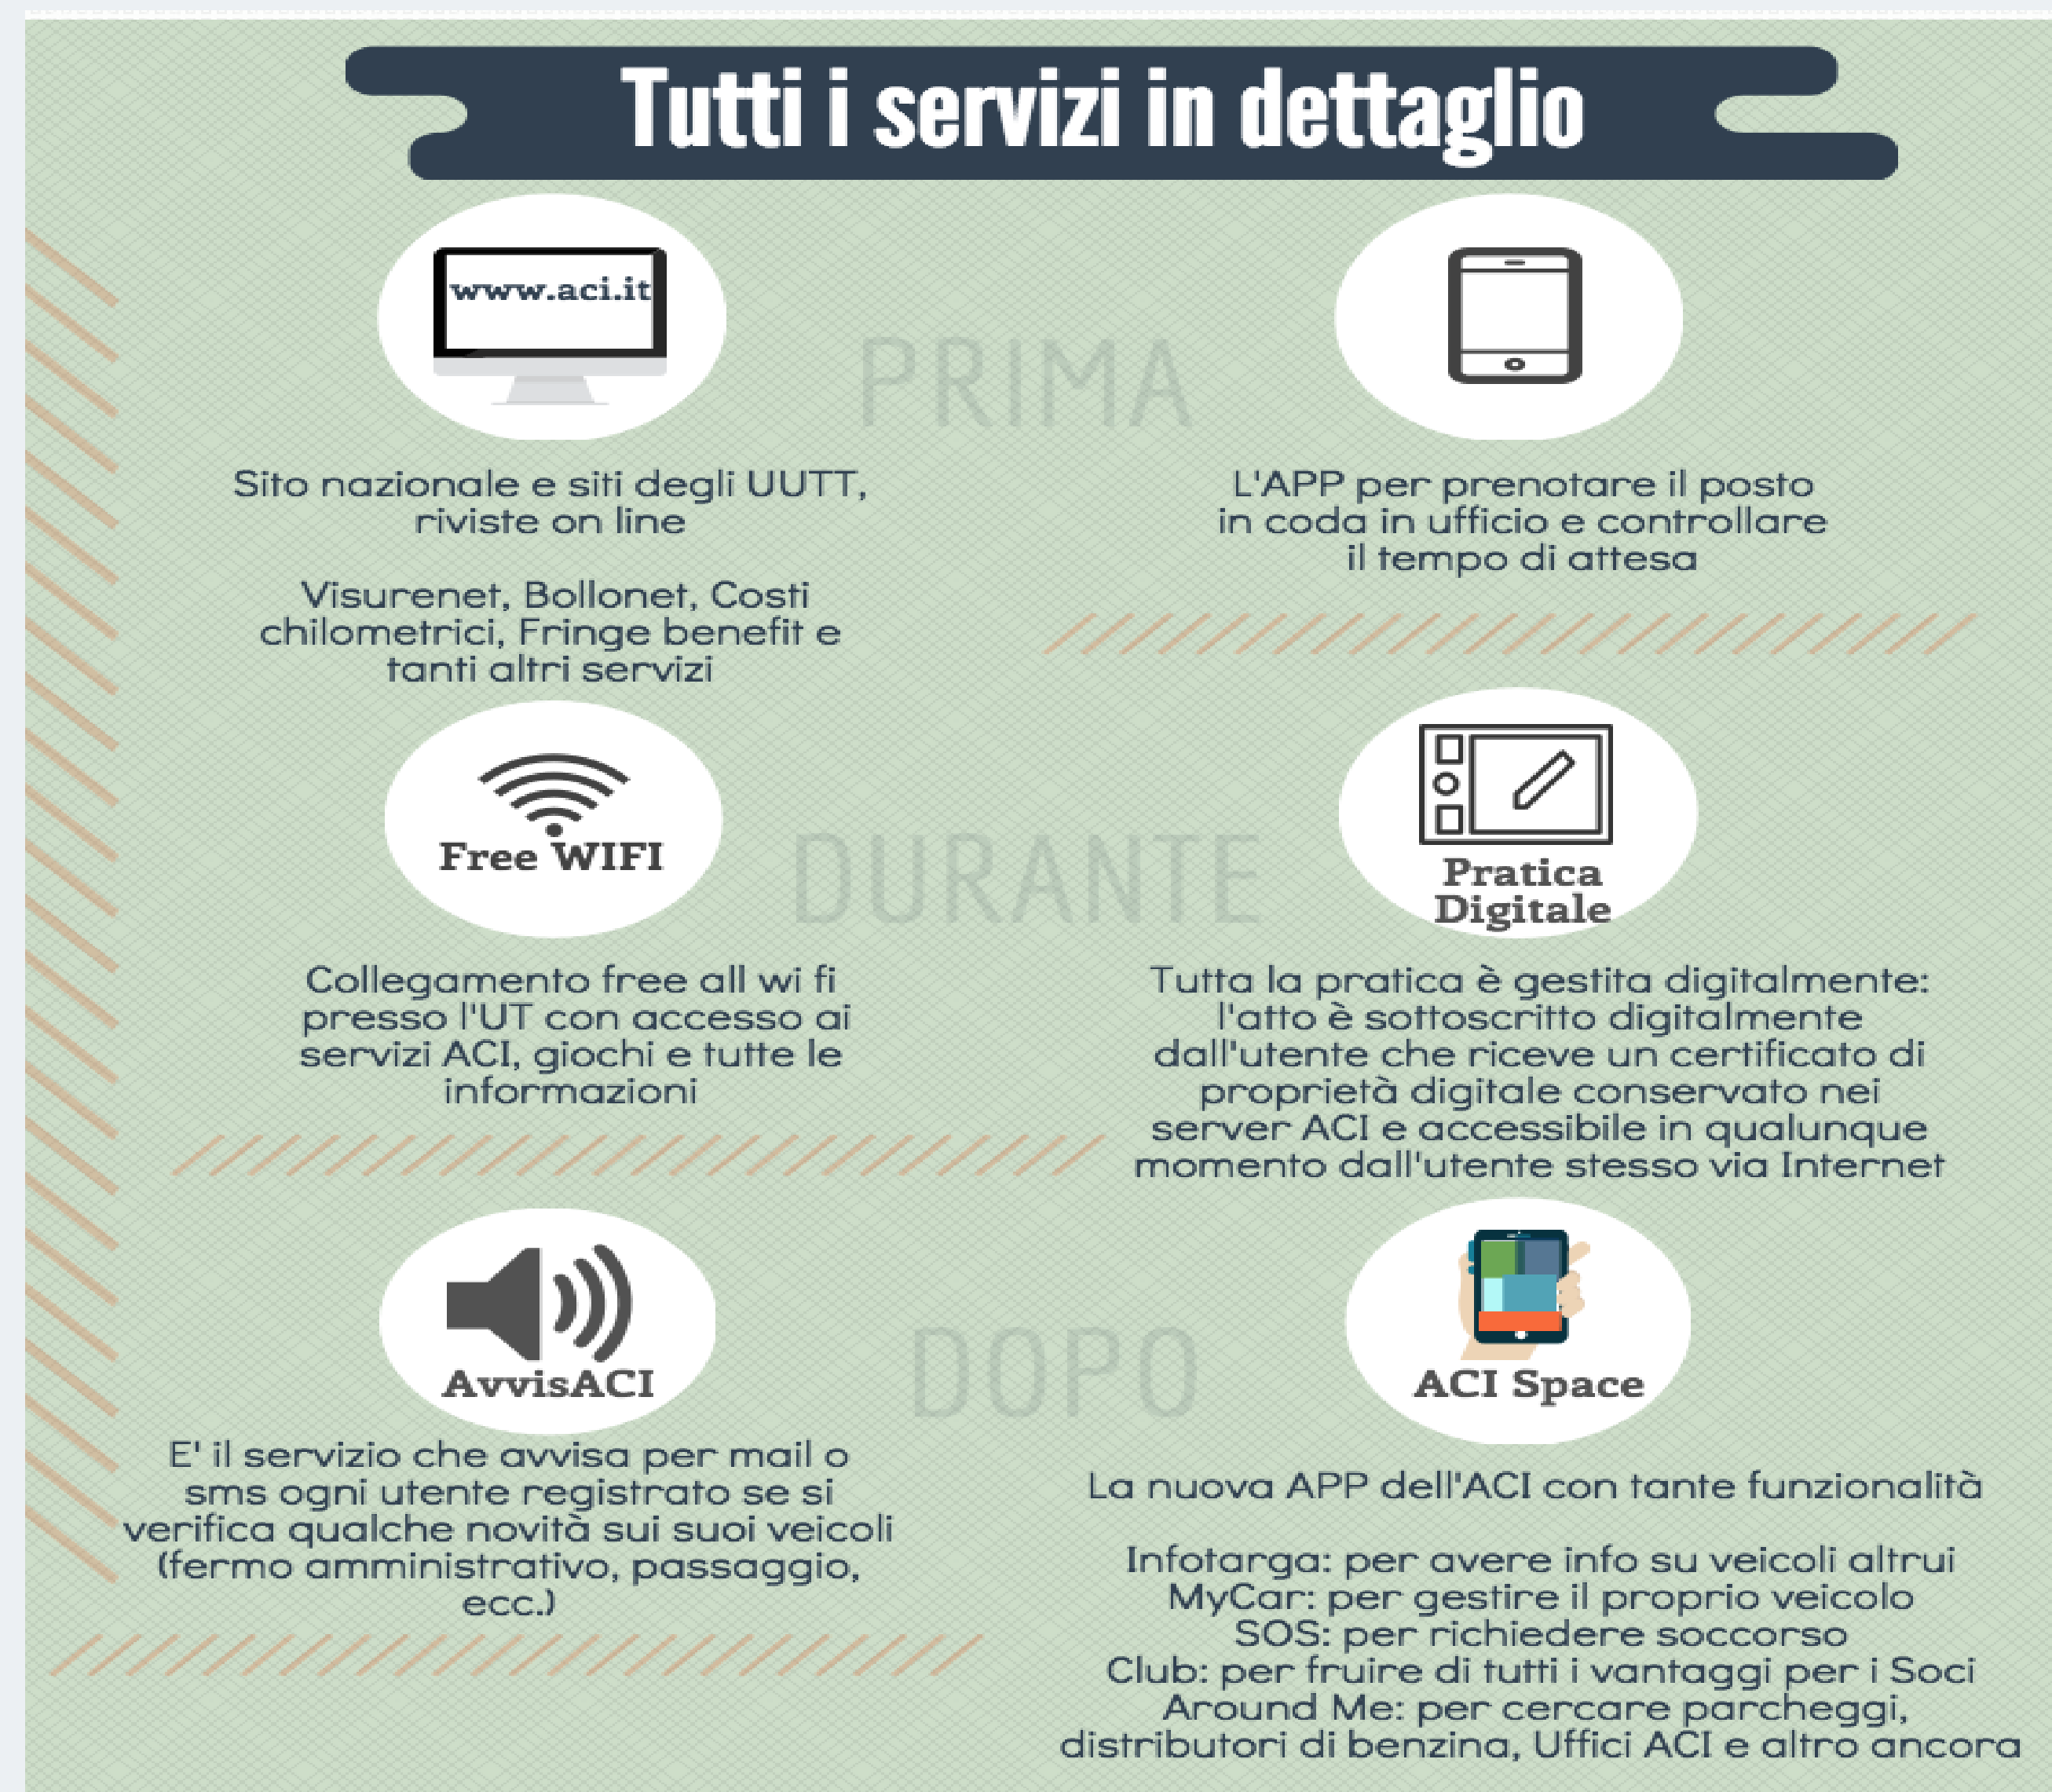 Tutti i servizi in dettaglio
www.aci.it
PRIMA
Sito nazionale e siti degli UUTT,
riviste on line
Visurenet, Bollonet, Costi
chilometrici, Fringe benefit e
tanti altri servizi
L'APP per prenotare il posto
in coda in ufficio e controllare
il tempo di attesa
Free WIFI
DURANTE
Pratica
Digitale
Collegamento free all wi fi
presso l'UT con accesso ai
servizi ACI, giochi e tutte le
informazioni
Tutta la pratica è gestita digitalmente:
l'atto è sottoscritto digitalmente
dall'utente che riceve un certificato di
proprietà digitale conservato nei
server ACI e accessibile in qualunque
momento dall'utente stesso via Internet
AvvisACI
DOPO
ACI Space
E' il servizio che avvisa per mail o
sms ogni utente registrato se si
verifica qualche novità sui suoi veicoli
(fermo amministrativo, passaggio,
ecc.)
La nuova APP dell'ACI con tante funzionalità
Infotarga: per avere info su veicoli altrui
MyCar: per gestire il proprio veicolo
SOS: per richiedere soccorso
Club: per fruire di tutti i vantaggi per i Soci
Around Me: per cercare parcheggi,
distributori di benzina, Uffici ACI e altro ancora